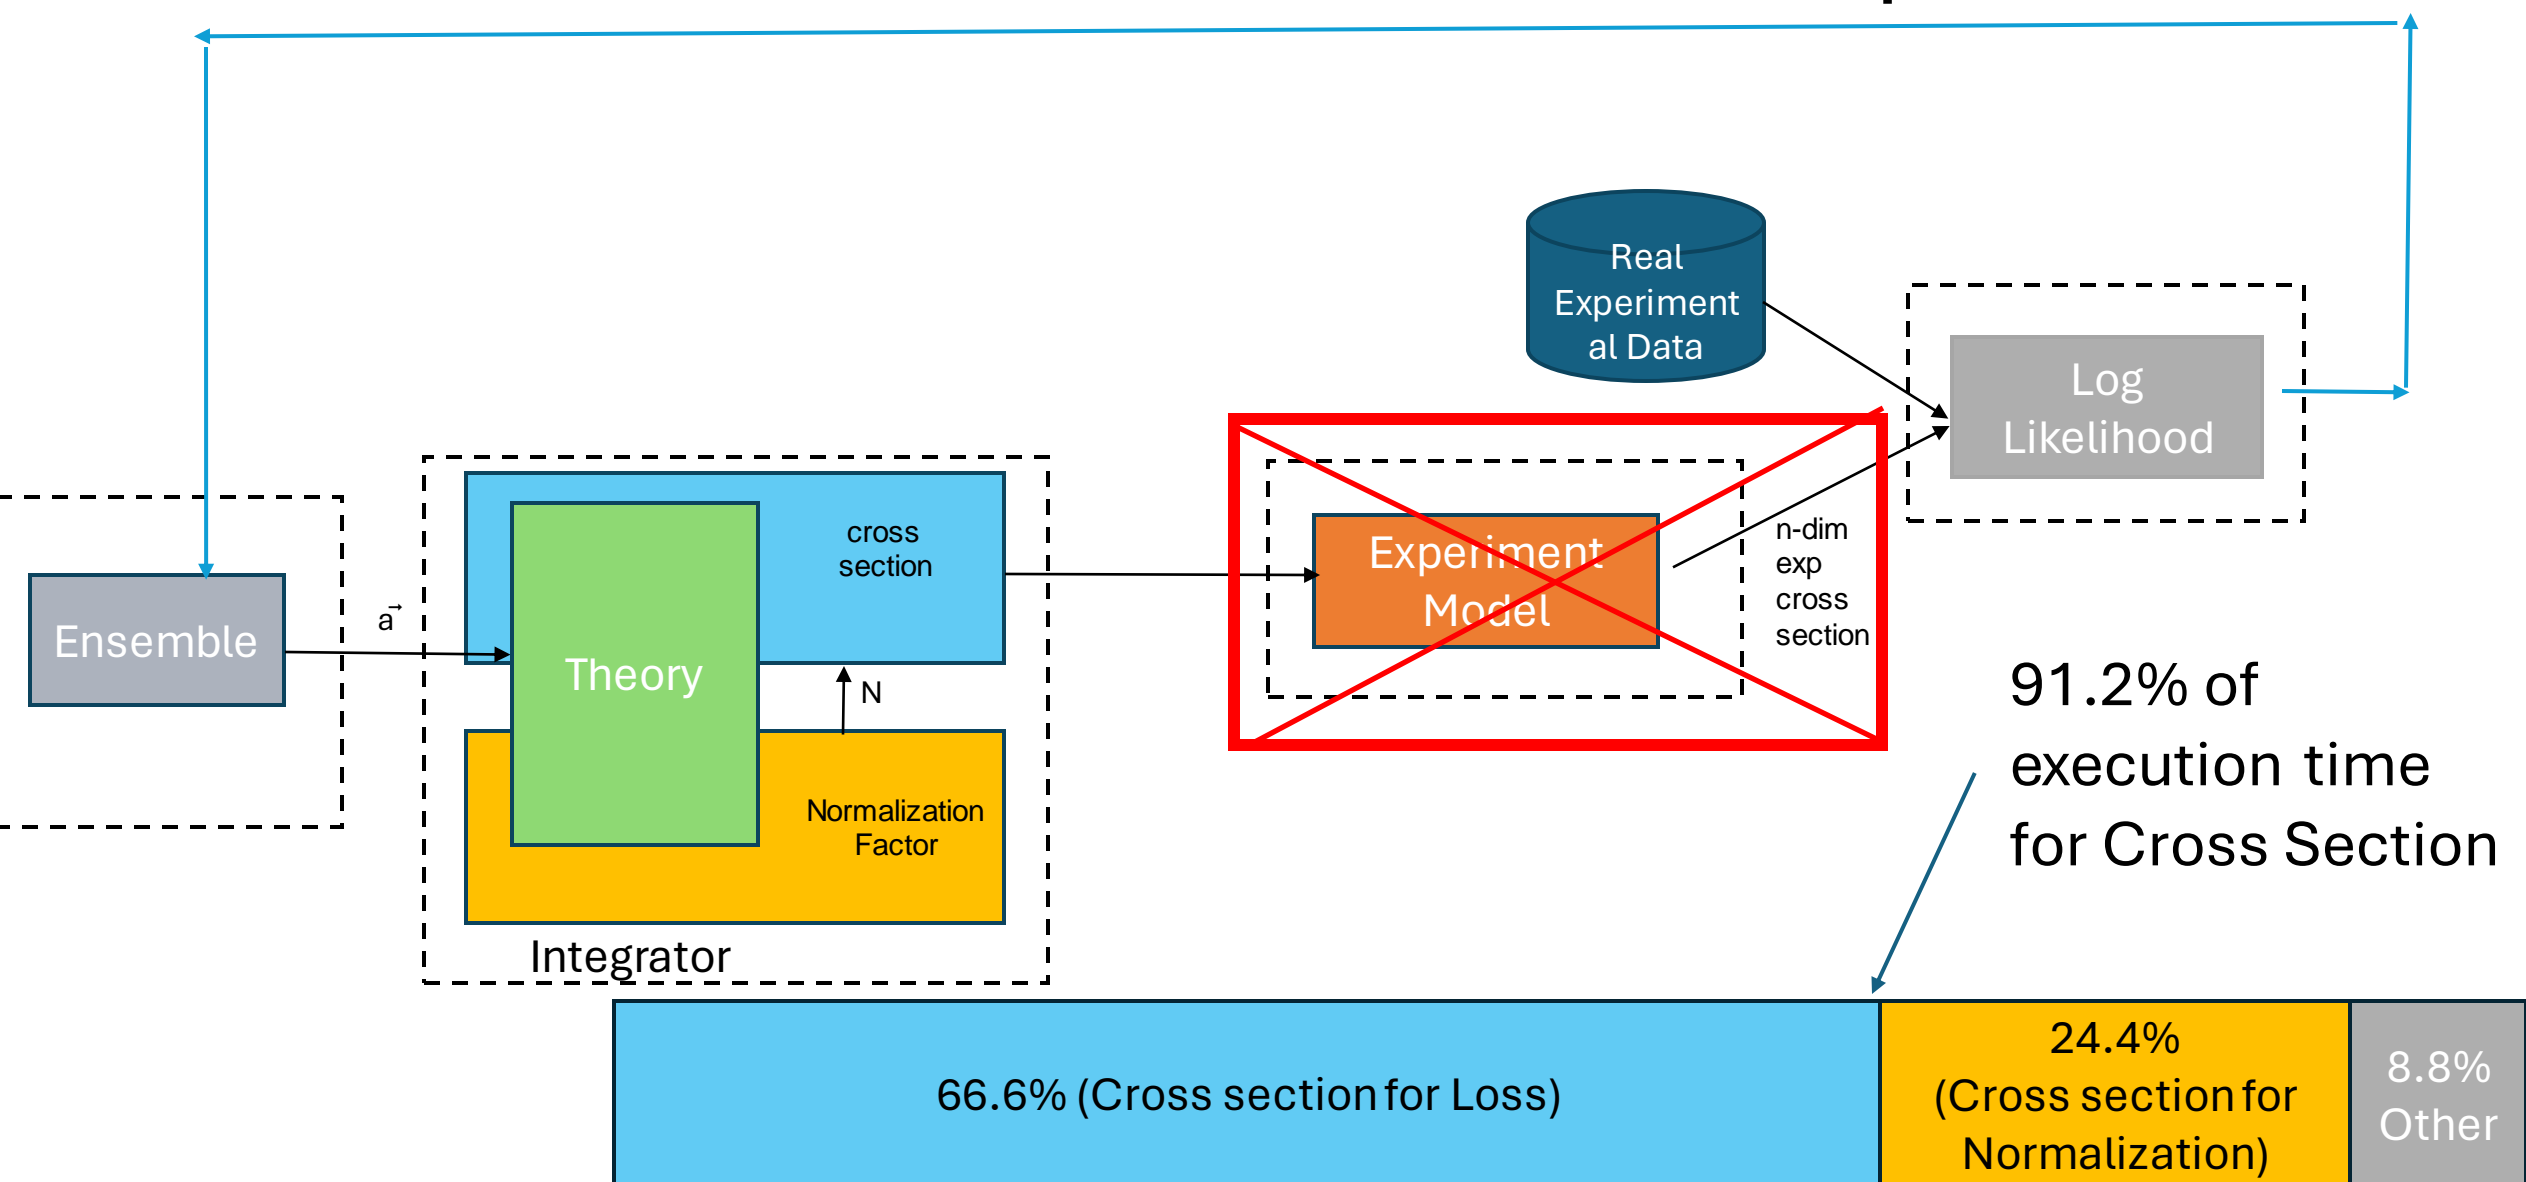 Real
Experiment
al Data
Log
Likelihood
cross
section
Experiment
Model
n-dim
exp
cross
section
Ensemble
a→
Theory
N
Normalization
Factor
Integrator
91.2% of
execution time
for Cross Section
66.6% (Cross section for Loss)
24.4%
(Cross section for
Normalization)
8.8%
Other